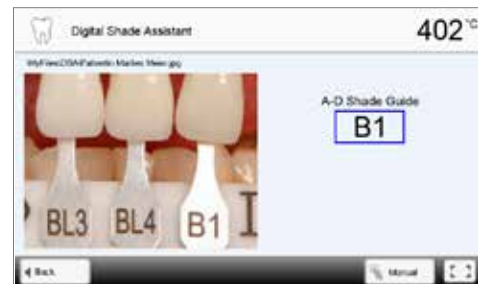 Digital Shade Assistant
402 °C
A-D Shade Guide
B1
BL3 BL4 B1
Back
Manual